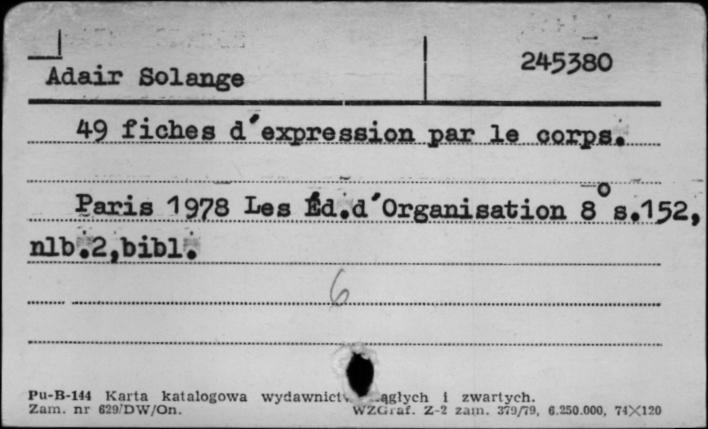 245380
Adair Solange
49 fiches d'expression par le corps.
Paris 1978 Les Éd.d'Organisation 8° s.152,
nlb.2,bibl.
6
Pu-B-144 Karta katalogowa wydawnict ągłych i zwartych.
Zam. nr 629/DW/On. WZGraf. Z-2 zam. 379/79, 6.250.000, 74×120